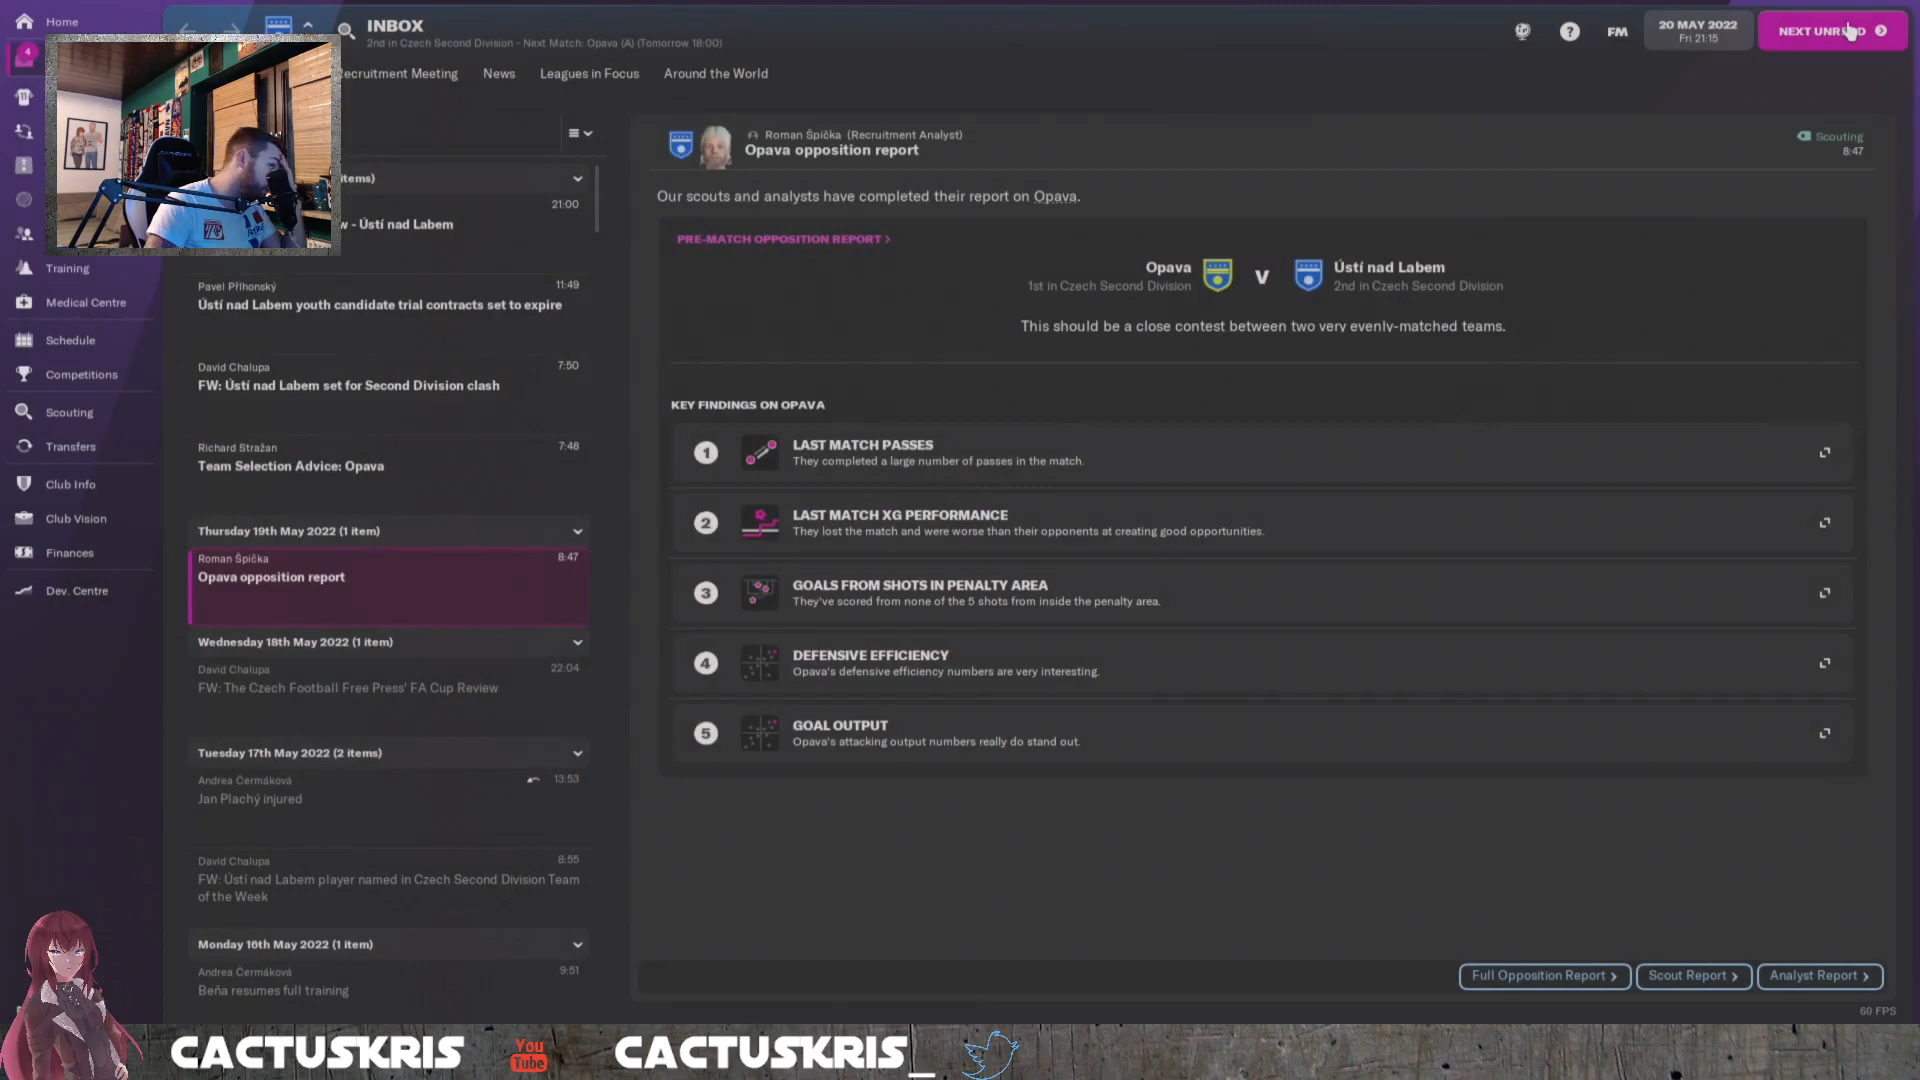 Home
INBOX
2nd in Czech Second Division - Next Match: Opava (A) (Tomorrow 18:00)
FM
20 MAY 2022
Fri 21:15
4
Recruitment Meeting
News
Leagues in Focus
Around the World
Training
Medical Centre
Schedule
Competitions
Scouting
Transfers
Club Info
Club Vision
Finances
Dev. Centre
items)
21:00
- Ústí nad Labem
Pavel Příhonský
11:49
Ústí nad Labem youth candidate trial contracts set to expire
David Chalupa
7:50
FW: Ústí nad Labem set for Second Division clash
Richard Stražan
7:48
Team Selection Advice: Opava
Thursday 19th May 2022 (1 item)
Roman Špička
8:47
Opava opposition report
Wednesday 18th May 2022 (1 item)
David Chalupa
22:04
FW: The Czech Football Free Press' FA Cup Review
Tuesday 17th May 2022 (2 items)
Andrea Čermáková
13:53
Jan Plachý injured
David Chalupa
8:55
FW: Ústí nad Labem player named in Czech Second Division Team
of the Week
Monday 16th May 2022 (1 item)
Andrea Čermáková
9:51
Beňa resumes full training
Roman Špička (Recruitment Analyst)
Opava opposition report
Scouting
8:47
Our scouts and analysts have completed their report on Opava.
PRE-MATCH OPPOSITION REPORT >
Opava
1st in Czech Second Division
V
Ústí nad Labem
2nd in Czech Second Division
This should be a close contest between two very evenly-matched teams.
KEY FINDINGS ON OPAVA
1
LAST MATCH PASSES
They completed a large number of passes in the match.
2
LAST MATCH XG PERFORMANCE
They lost the match and were worse than their opponents at creating good opportunities.
3
GOALS FROM SHOTS IN PENALTY AREA
They've scored from none of the 5 shots from inside the penalty area.
4
DEFENSIVE EFFICIENCY
Opava's defensive efficiency numbers are very interesting.
5
GOAL OUTPUT
Opava's attacking output numbers really do stand out.
Full Opposition Report >
Scout Report >
Analyst Report >
60 FPS
CACTUSKRIS
You Tube
CACTUSKRIS_